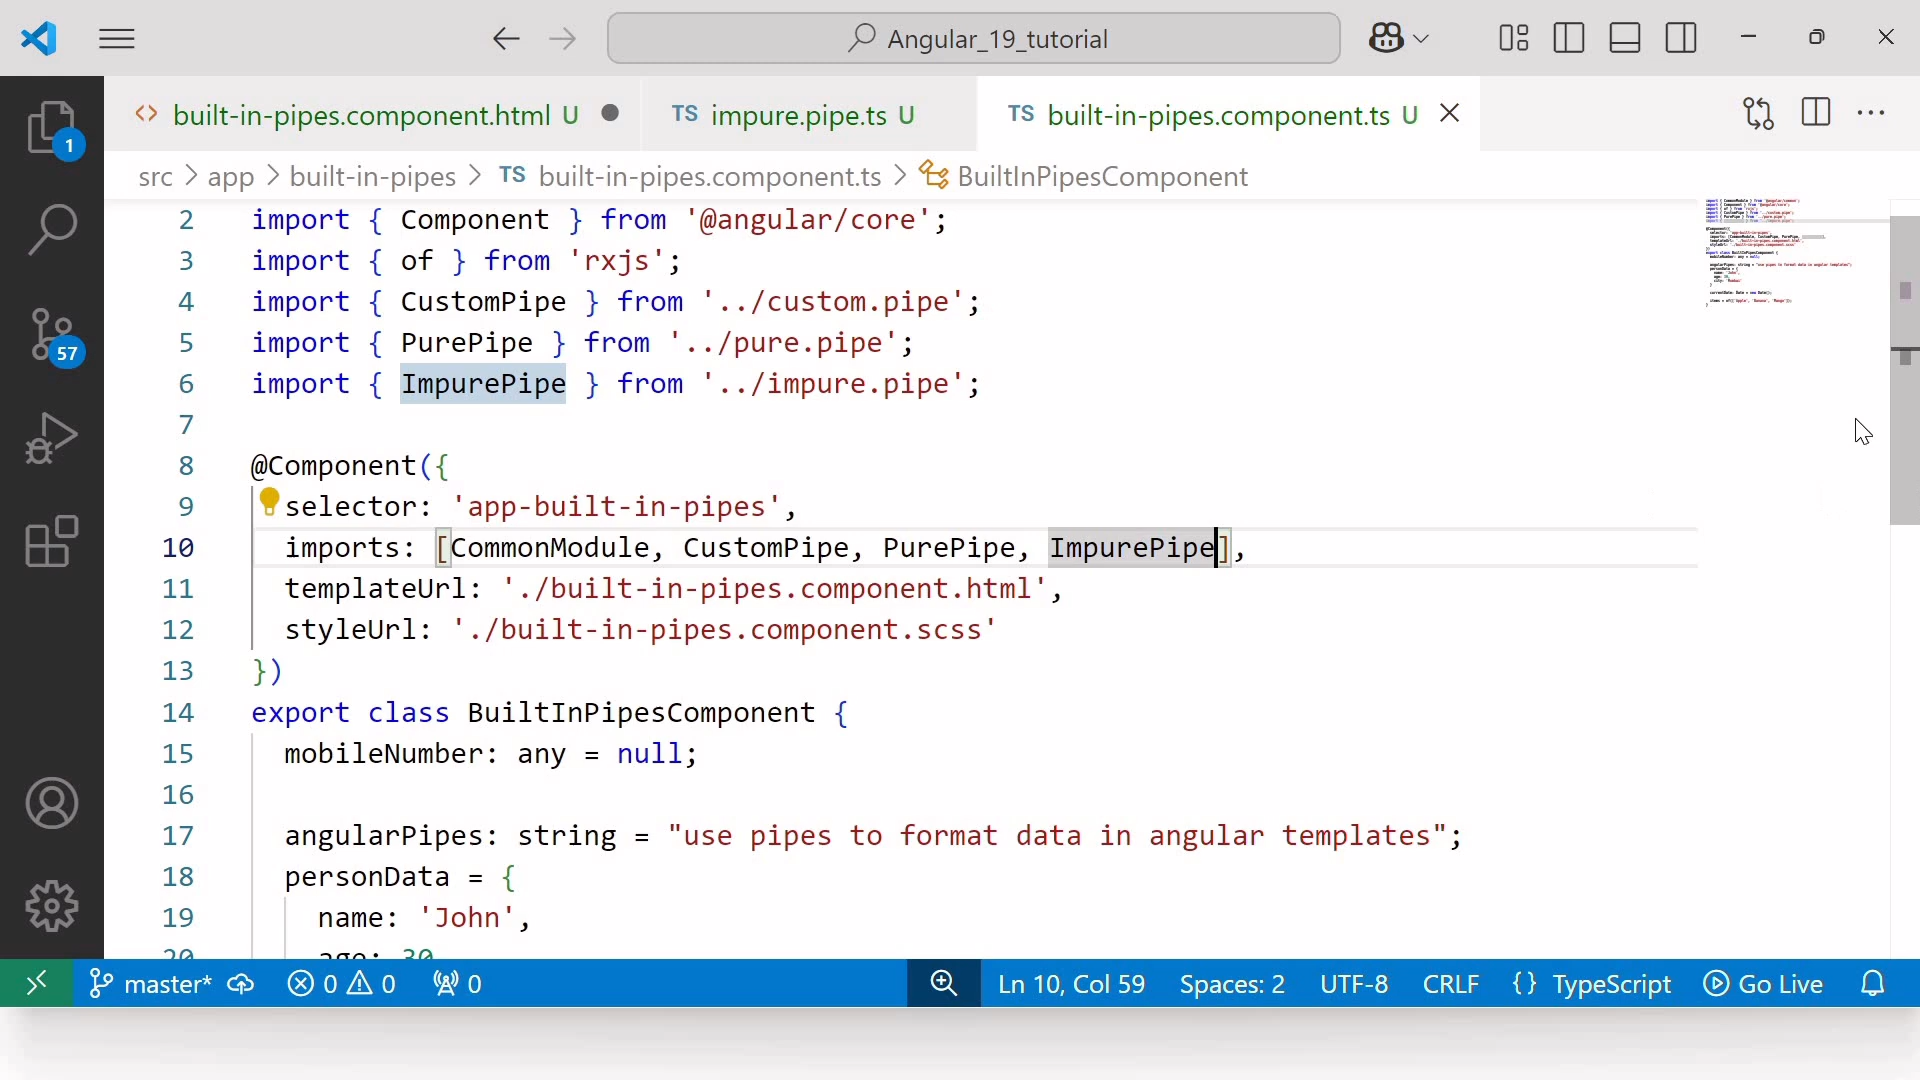 Angular_19_tutorial
built-in-pipes.component.html U
TS impure.pipe.ts U
TS built-in-pipes.component.ts U
src > app > built-in-pipes > TS built-in-pipes.component.ts > BuiltInPipesComponent
1
57
2 import { Component } from '@angular/core';
3 import { of } from 'rxjs';
4 import { CustomPipe } from '../custom.pipe';
5 import { PurePipe } from '../pure.pipe';
6 import { ImpurePipe } from '../impure.pipe';
7
8 @Component({
9 selector: 'app-built-in-pipes',
10 imports: [CommonModule, CustomPipe, PurePipe, ImpurePipe],
11 templateUrl: './built-in-pipes.component.html',
12 styleUrl: './built-in-pipes.component.scss'
13 })
14 export class BuiltInPipesComponent {
15 mobileNumber: any = null;
16
17 angularPipes: string = "use pipes to format data in angular templates";
18 personData = {
19 name: 'John',
20 age: 30
master* 0 0 0 Ln 10, Col 59 Spaces: 2 UTF-8 CRLF {} TypeScript Go Live